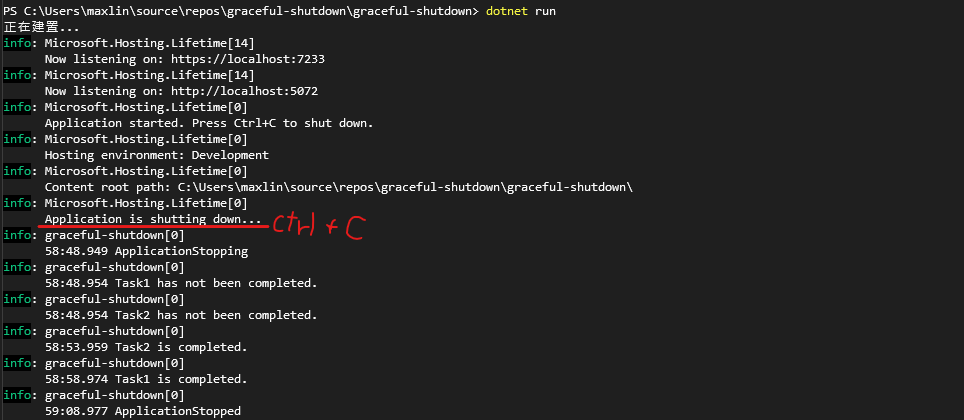 PS C:\Users\maxlin\source\repos\graceful-shutdown\graceful-shutdown> dotnet run
正在建置...
info: Microsoft.Hosting.Lifetime[14]
      Now listening on: https://localhost:7233
info: Microsoft.Hosting.Lifetime[14]
      Now listening on: http://localhost:5072
info: Microsoft.Hosting.Lifetime[0]
      Application started. Press Ctrl+C to shut down.
info: Microsoft.Hosting.Lifetime[0]
      Hosting environment: Development
info: Microsoft.Hosting.Lifetime[0]
      Content root path: C:\Users\maxlin\source\repos\graceful-shutdown\graceful-shutdown\
info: Microsoft.Hosting.Lifetime[0]
      Application is shutting down... ctrl + C
info: graceful-shutdown[0]
      58:48.949 ApplicationStopping
info: graceful-shutdown[0]
      58:48.954 Task1 has not been completed.
info: graceful-shutdown[0]
      58:48.954 Task2 has not been completed.
info: graceful-shutdown[0]
      58:53.959 Task2 is completed.
info: graceful-shutdown[0]
      58:58.974 Task1 is completed.
info: graceful-shutdown[0]
      59:08.977 ApplicationStopped